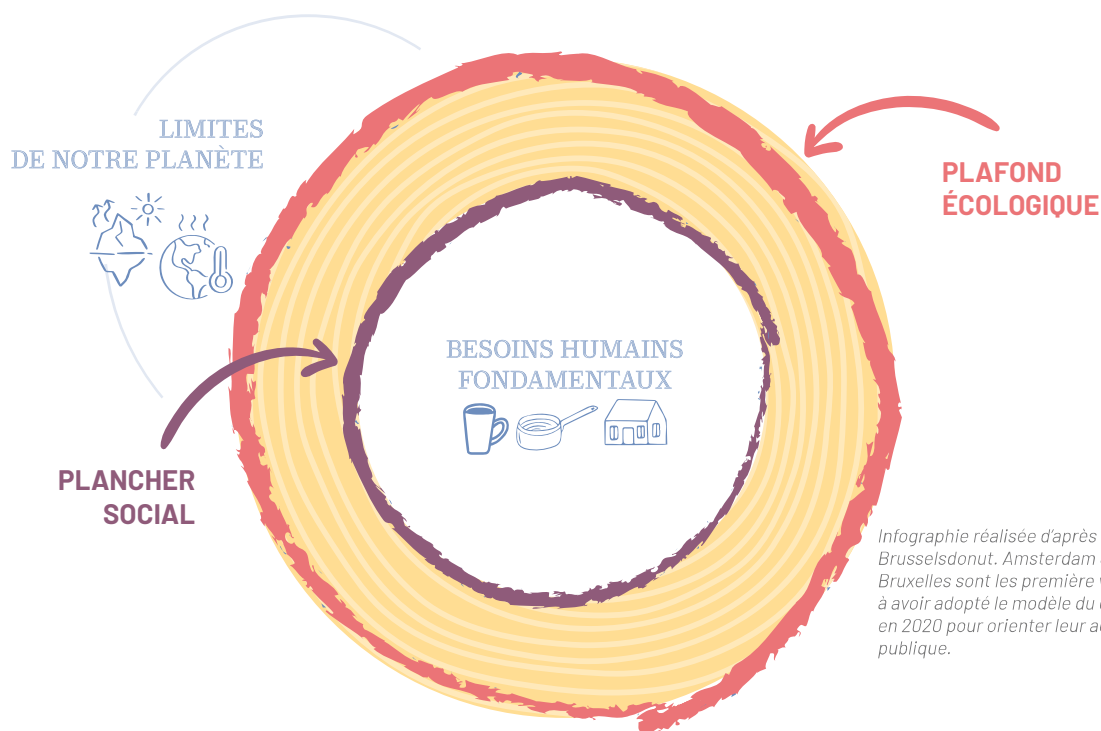 LIMITES
DE NOTRE PLANÈTE
PLAFOND
ÉCOLOGIQUE
BESOINS HUMAINS
FONDAMENTAUX
PLANCHER
SOCIAL
Infographie réalisée d'après
Brusselsdonut. Amsterdam
Bruxelles sont les première
à avoir adopté le modèle du
en 2020 pour orienter leur
publique.